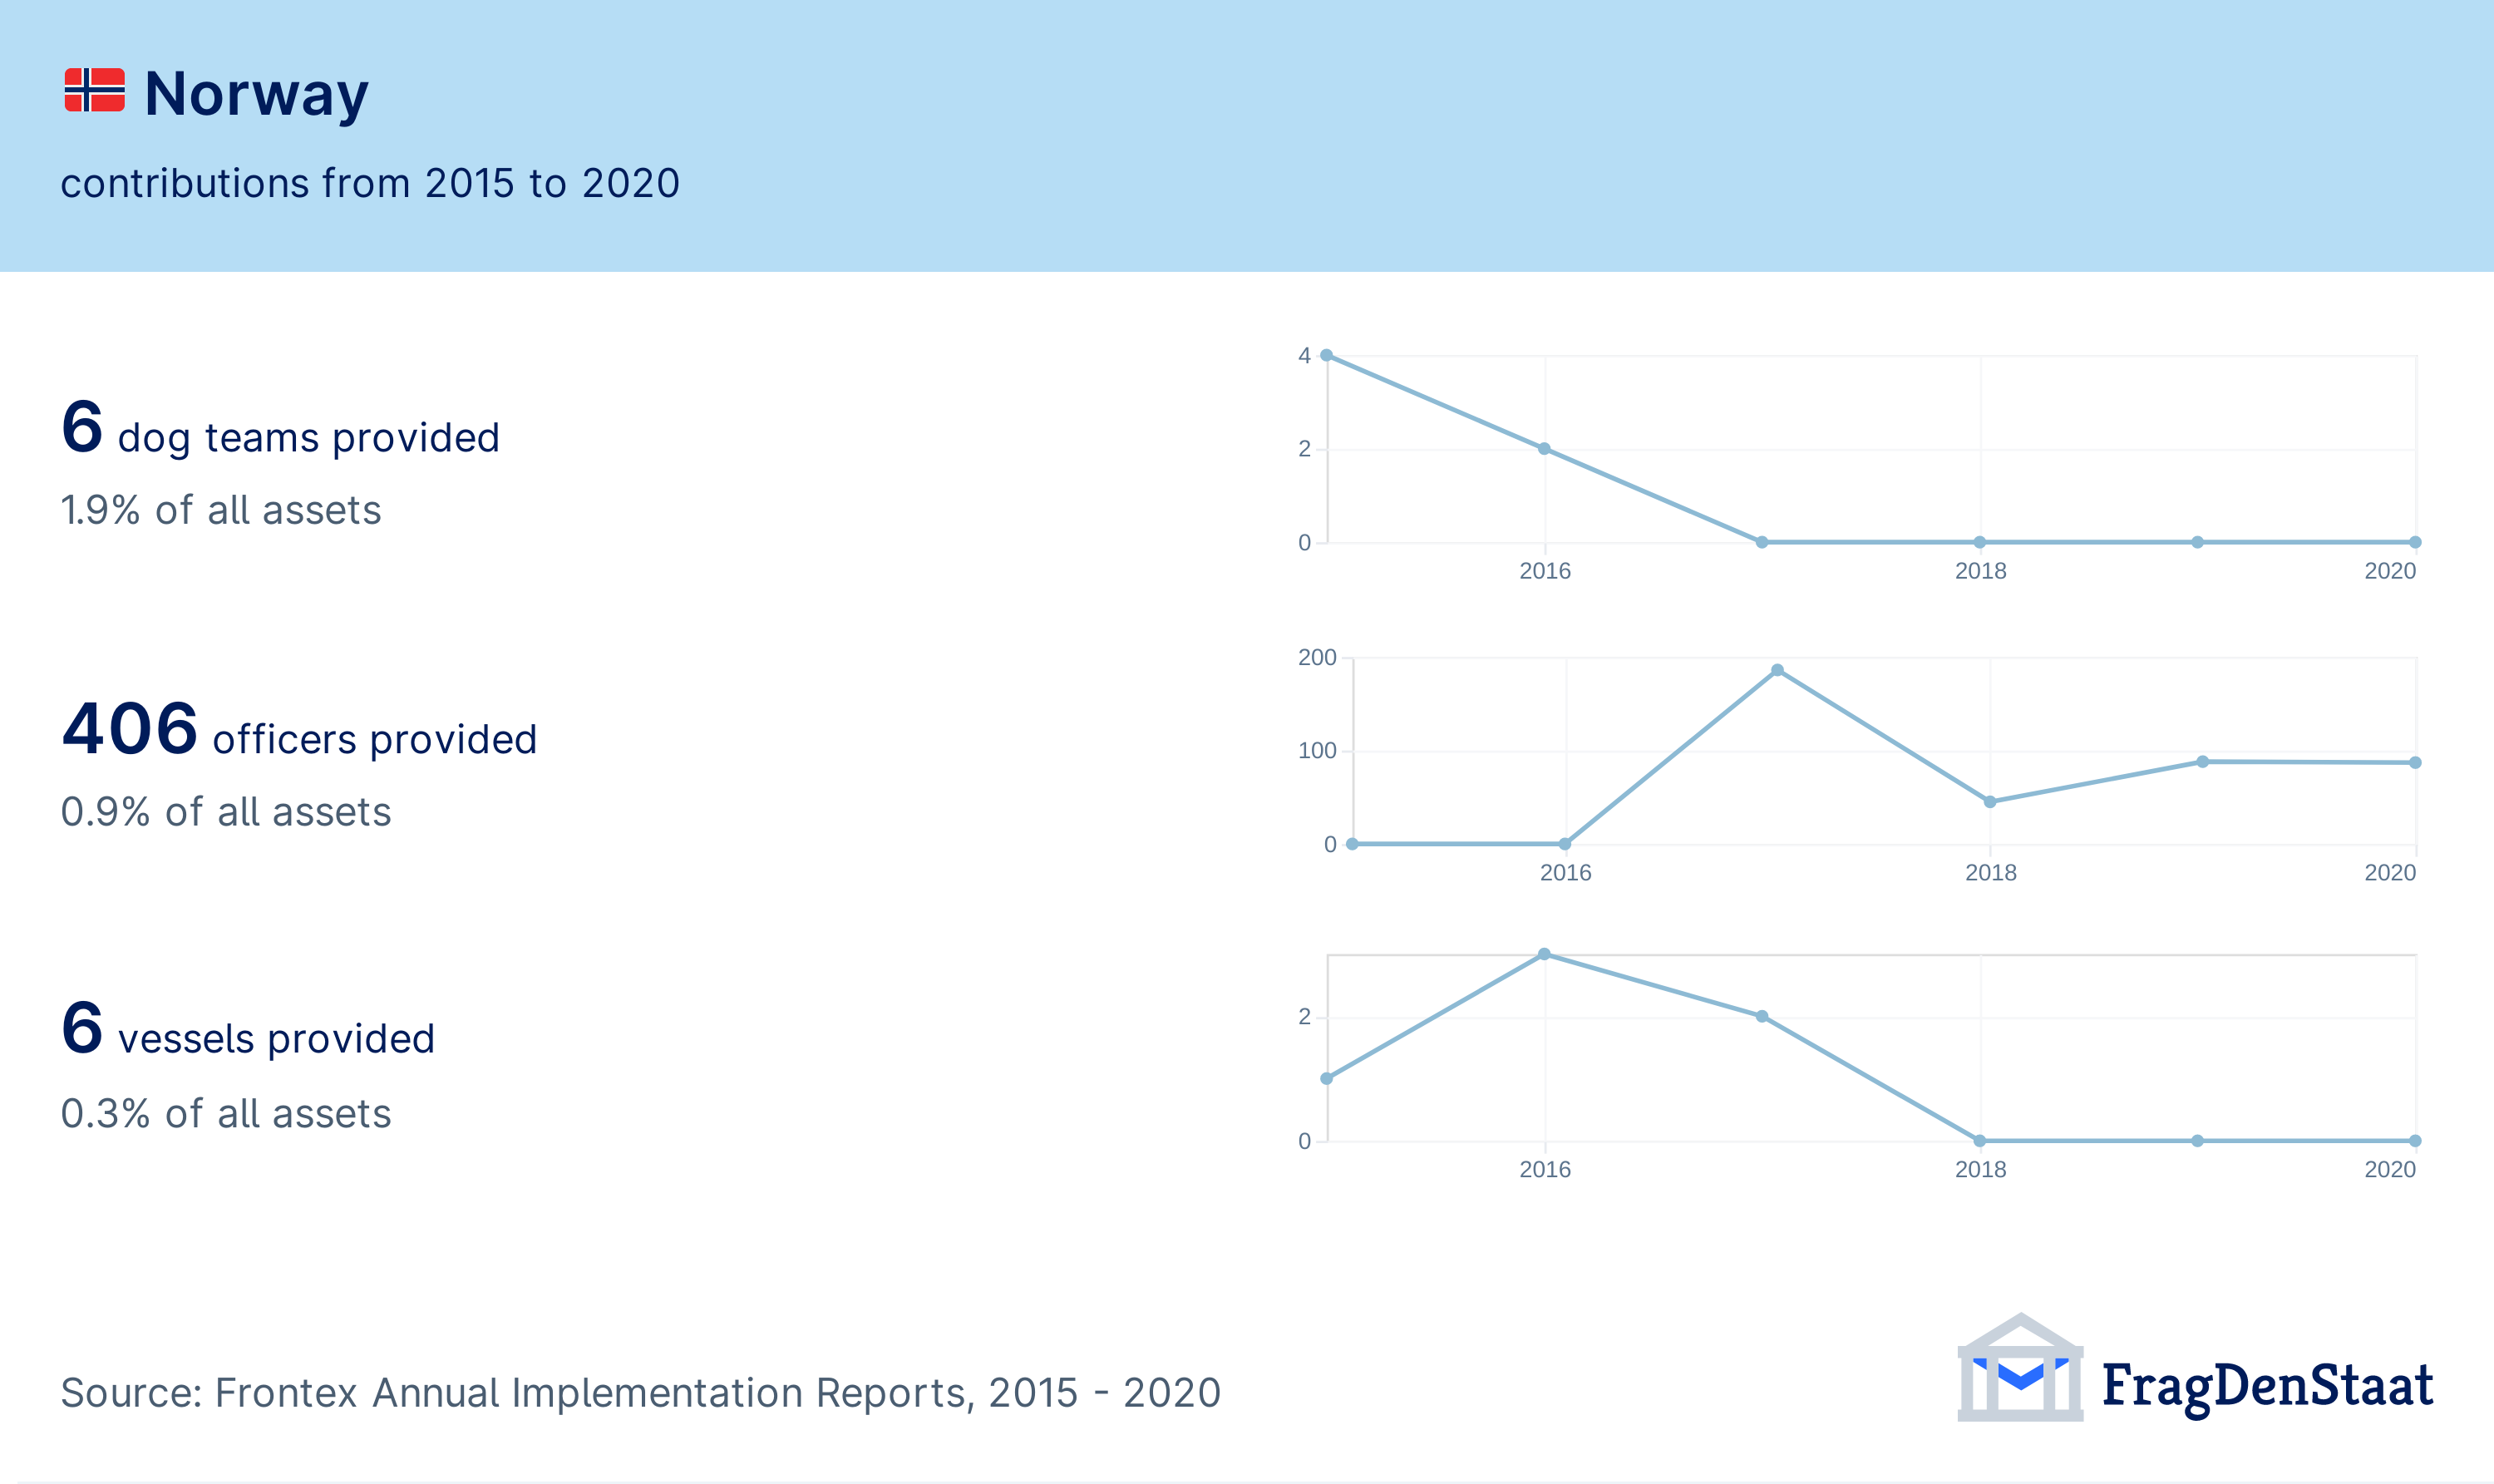 Norway
contributions from 2015 to 2020
6 dog teams provided
1.9% of all assets
4
2
0
2016 2018 2020
406 officers provided
0.9% of all assets
200
100
0
2016 2018 2020
6 vessels provided
0.3% of all assets
2
0
2016 2018 2020
Source: Frontex Annual Implementation Reports, 2015 - 2020
FragDenStaat